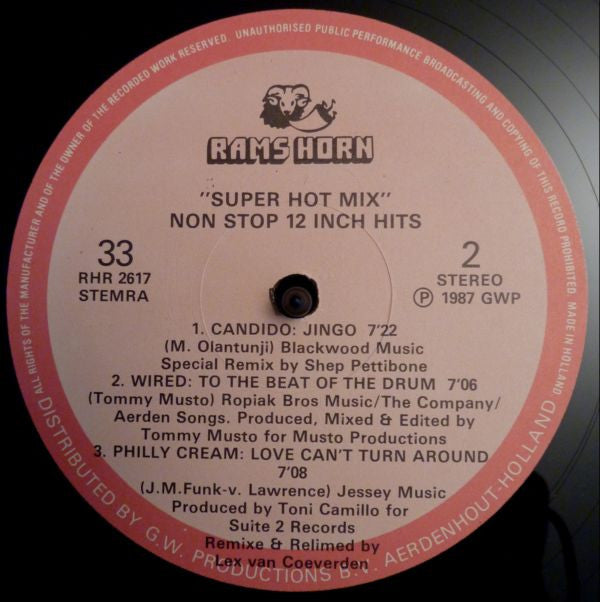 ALL RIGHTS OF THE MANUFACTURER AND OF THE OWNER OF THE RECORDED WORK RESERVED. UNAUTHORISED PUBLIC PERFORMANCE BROADCASTING AND COPYING OF THIS RECORD PROHIBITED. MADE IN HOLLAND
RAMS HORN
"SUPER HOT MIX"
NON STOP 12 INCH HITS
33
RHR 2617
STEMRA
2
STEREO
Ⓟ 1987 GWP
1. CANDIDO: JINGO 7'22
(M. Olantunji) Blackwood Music
Special Remix by Shep Pettibone
2. WIRED: TO THE BEAT OF THE DRUM 7'06
(Tommy Musto) Ropiak Bros Music/The Company/
Aerden Songs. Produced, Mixed & Edited by
Tommy Musto for Musto Productions
3. PHILLY CREAM: LOVE CAN'T TURN AROUND
7'08
(J.M.Funk-v. Lawrence) Jessey Music
Produced by Toni Camillo for
Suite 2 Records
Remixe & Relimed by
Lex van Coeverden
DISTRIBUTED BY G.W. PRODUCTIONS B.V. AERDENHOUT-HOLLAND